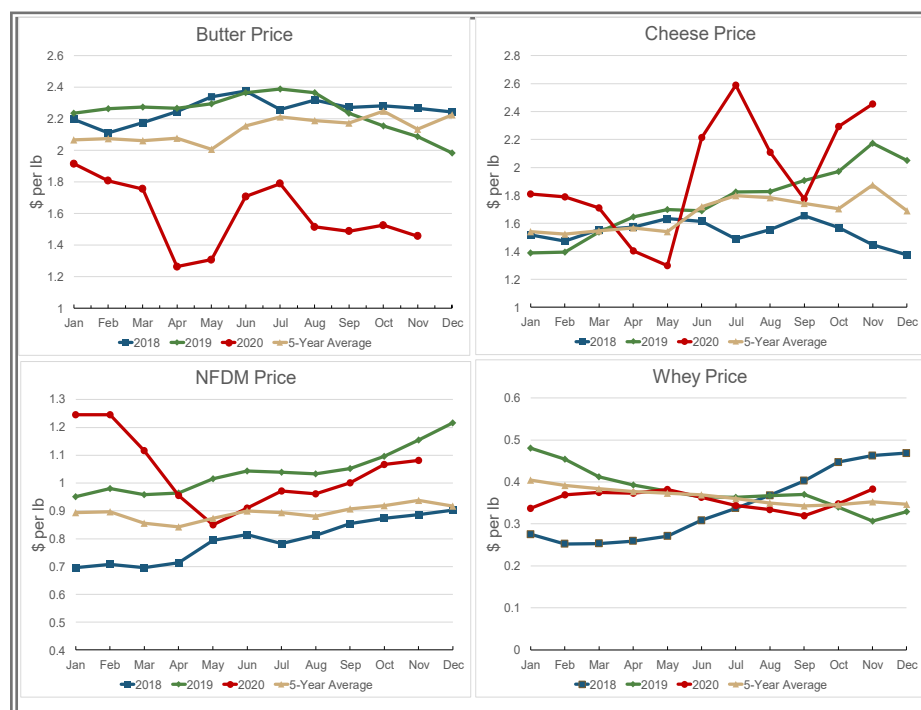 Butter Price
$ per lb
2.6
2.4
2.2
2
1.8
1.6
1.4
1.2
1
Jan Feb Mar Apr May Jun Jul Aug Sep Oct Nov Dec
2018 2019 2020 5-Year Average
Cheese Price
$ per lb
2.8
2.6
2.4
2.2
2
1.8
1.6
1.4
1.2
1
Jan Feb Mar Apr May Jun Jul Aug Sep Oct Nov Dec
2018 2019 2020 5-Year Average
NFDM Price
$ per lb
1.3
1.2
1.1
1.0
0.9
0.8
0.7
0.6
0.5
0.4
Jan Feb Mar Apr May Jun Jul Aug Sep Oct Nov Dec
2018 2019 2020 5-Year Average
Whey Price
$ per lb
0.6
0.5
0.4
0.3
0.2
0.1
0
Jan Feb Mar Apr May Jun Jul Aug Sep Oct Nov Dec
2018 2019 2020 5-Year Average